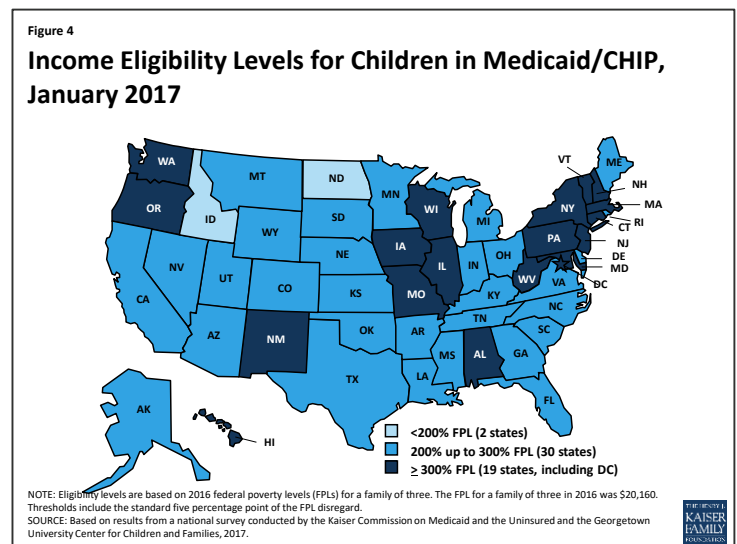 Figure 4
Income Eligibility Levels for Children in Medicaid/CHIP,
January 2017
WA
OR
ID
MT
ND
MN
SD
WY
NE
NV
UT
CO
CA
KS
AZ
NM
OK
TX
IA
MO
WI
IL
MI
IN
OH
KY
TN
AR
LA
MS
AL
GA
FL
SC
NC
VA
WV
PA
NY
VT
ME
NH
MA
RI
CT
NJ
DE
MD
DC
AK
HI
<200% FPL (2 states)
200% up to 300% FPL (30 states)
≥ 300% FPL (19 states, including DC)
NOTE: Eligibility levels are based on 2016 federal poverty levels (FPLs) for a family of three. The FPL for a family of three in 2016 was $20,160.
Thresholds include the standard five percentage point of the FPL disregard.
SOURCE: Based on results from a national survey conducted by the Kaiser Commission on Medicaid and the Uninsured and the Georgetown
University Center for Children and Families, 2017.
THE HENRY J.
KAISER
FAMILY
FOUNDATION